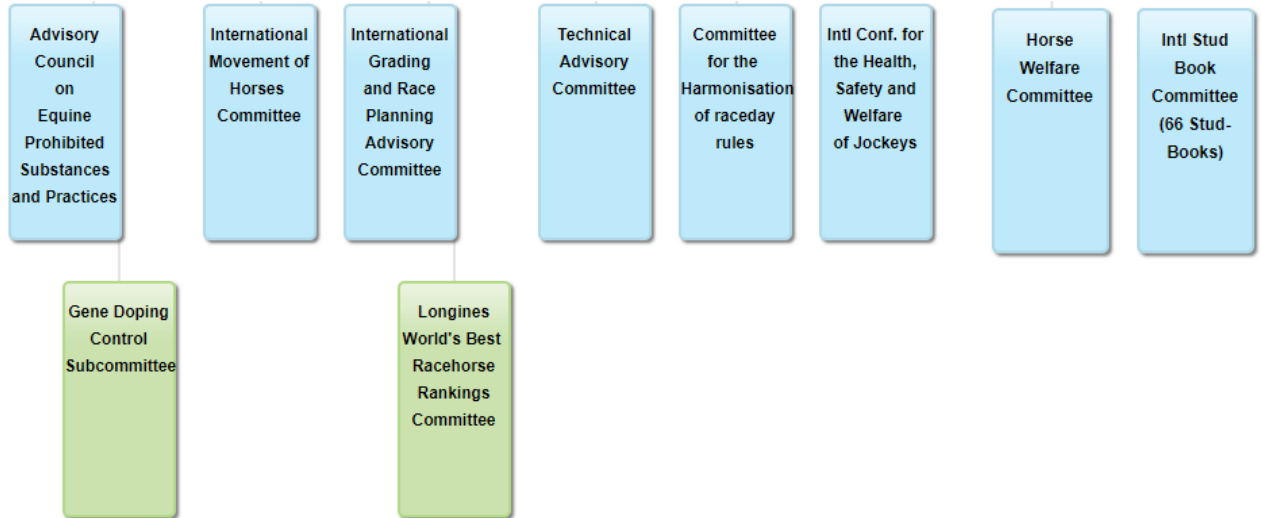 Advisory
Council
on
Equine
Prohibited
Substances
and Practices
International
Movement of
Horses
Committee
International
Grading
and Race
Planning
Advisory
Committee
Technical
Advisory
Committee
Committee
for the
Harmonisation
of raceday
rules
Intl Conf. for
the Health,
Safety and
Welfare
of Jockeys
Horse
Welfare
Committee
Intl Stud
Book
Committee
(66 Stud-
Books)
Gene Doping
Control
Subcommittee
Longines
World's Best
Racehorse
Rankings
Committee